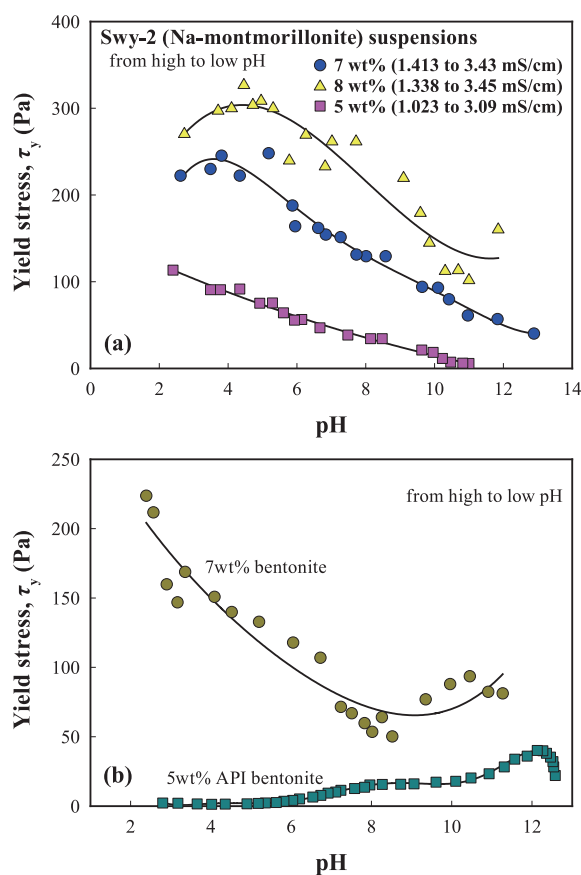 Swy-2 (Na-montmorillonite) suspensions
from high to low pH
7 wt% (1.413 to 3.43 mS/cm)
8 wt% (1.338 to 3.45 mS/cm)
5 wt% (1.023 to 3.09 mS/cm)
Yield stress, τy (Pa)
400
300
200
100
0
(a)
0 2 4 6 8 10 12 14
pH
from high to low pH
7wt% bentonite
5wt% API bentonite
Yield stress, τy (Pa)
250
200
150
100
50
0
(b)
2 4 6 8 10 12
pH